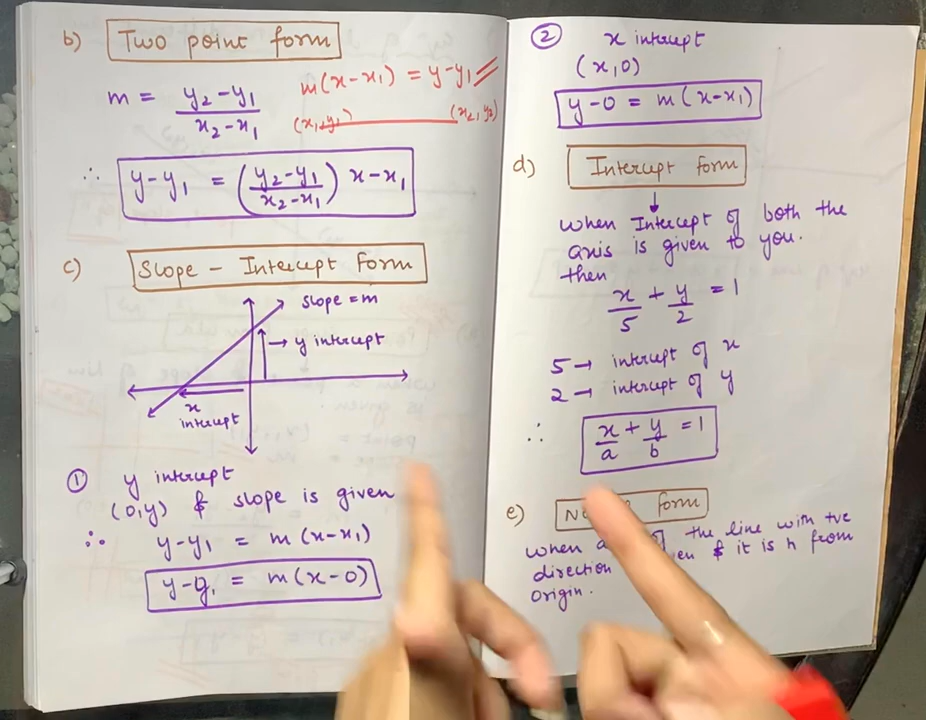 b) Two point form
m = (y2-y1)/(x2-x1)
m(x-x1) = y-y1
(x1,y1) (x2,y2)
∴ y-y1 = ((y2-y1)/(x2-x1)) x-x1
c) Slope - Intercept form
slope = m
→ y intercept
x
intercept
① y intercept
(0,y) & slope is given
∴ y-y1 = m(x-x1)
y-y1 = m(x-0)
② x intercept
(x,0)
y-0 = m(x-x1)
d) Intercept form
↓
when Intercept of both the
axis is given to you.
then
x/5 + y/2 = 1
5 → intercept of x
2 → intercept of y
∴ x/a + y/b = 1
e) form
when of the line with +ve
direction & it is h from
origin.